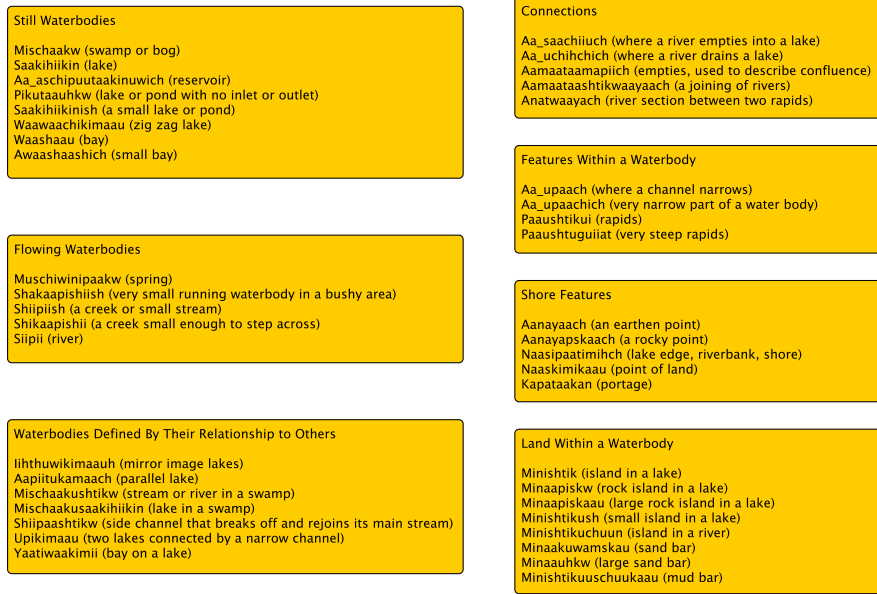 Still Waterbodies
Mischaakw (swamp or bog)
Saakihiikin (lake)
Aa_aschipuutaakinuwich (reservoir)
Pikutaauhkw (lake or pond with no inlet or outlet)
Saakihiikinish (a small lake or pond)
Waawaachikimaau (zig zag lake)
Waashaau (bay)
Awaashaashich (small bay)
Flowing Waterbodies
Muschiwinipaakw (spring)
Shakaapishiish (very small running waterbody in a bushy area)
Shiipiish (a creek or small stream)
Shikaapishii (a creek small enough to step across)
Siipii (river)
Waterbodies Defined By Their Relationship to Others
Iihthuwikimaauh (mirror image lakes)
Aapiitukamaach (parallel lake)
Mischaakushtikw (stream or river in a swamp)
Mischaakusaakihiikin (lake in a swamp)
Shiipaashtikw (side channel that breaks off and rejoins its main stream)
Upikimaau (two lakes connected by a narrow channel)
Yaatiwaakimii (bay on a lake)
Connections
Aa_saachiiuch (where a river empties into a lake)
Aa_uchihchich (where a river drains a lake)
Aamaataamapiich (empties, used to describe confluence)
Aamaataashtikwaayaach (a joining of rivers)
Anatwaayach (river section between two rapids)
Features Within a Waterbody
Aa_upaach (where a channel narrows)
Aa_upaachich (very narrow part of a water body)
Paaushtikui (rapids)
Paaushtuguiiat (very steep rapids)
Shore Features
Aanayaach (an earthen point)
Aanayapskaach (a rocky point)
Naasipaatimihch (lake edge, riverbank, shore)
Naaskimikaau (point of land)
Kapataakan (portage)
Land Within a Waterbody
Minishtik (island in a lake)
Minaapiskw (rock island in a lake)
Minaapiskaau (large rock island in a lake)
Minishtikush (small island in a lake)
Minishtikuchuun (island in a river)
Minaakuwamskau (sand bar)
Minaauhkw (large sand bar)
Minishtikuuschuukaau (mud bar)